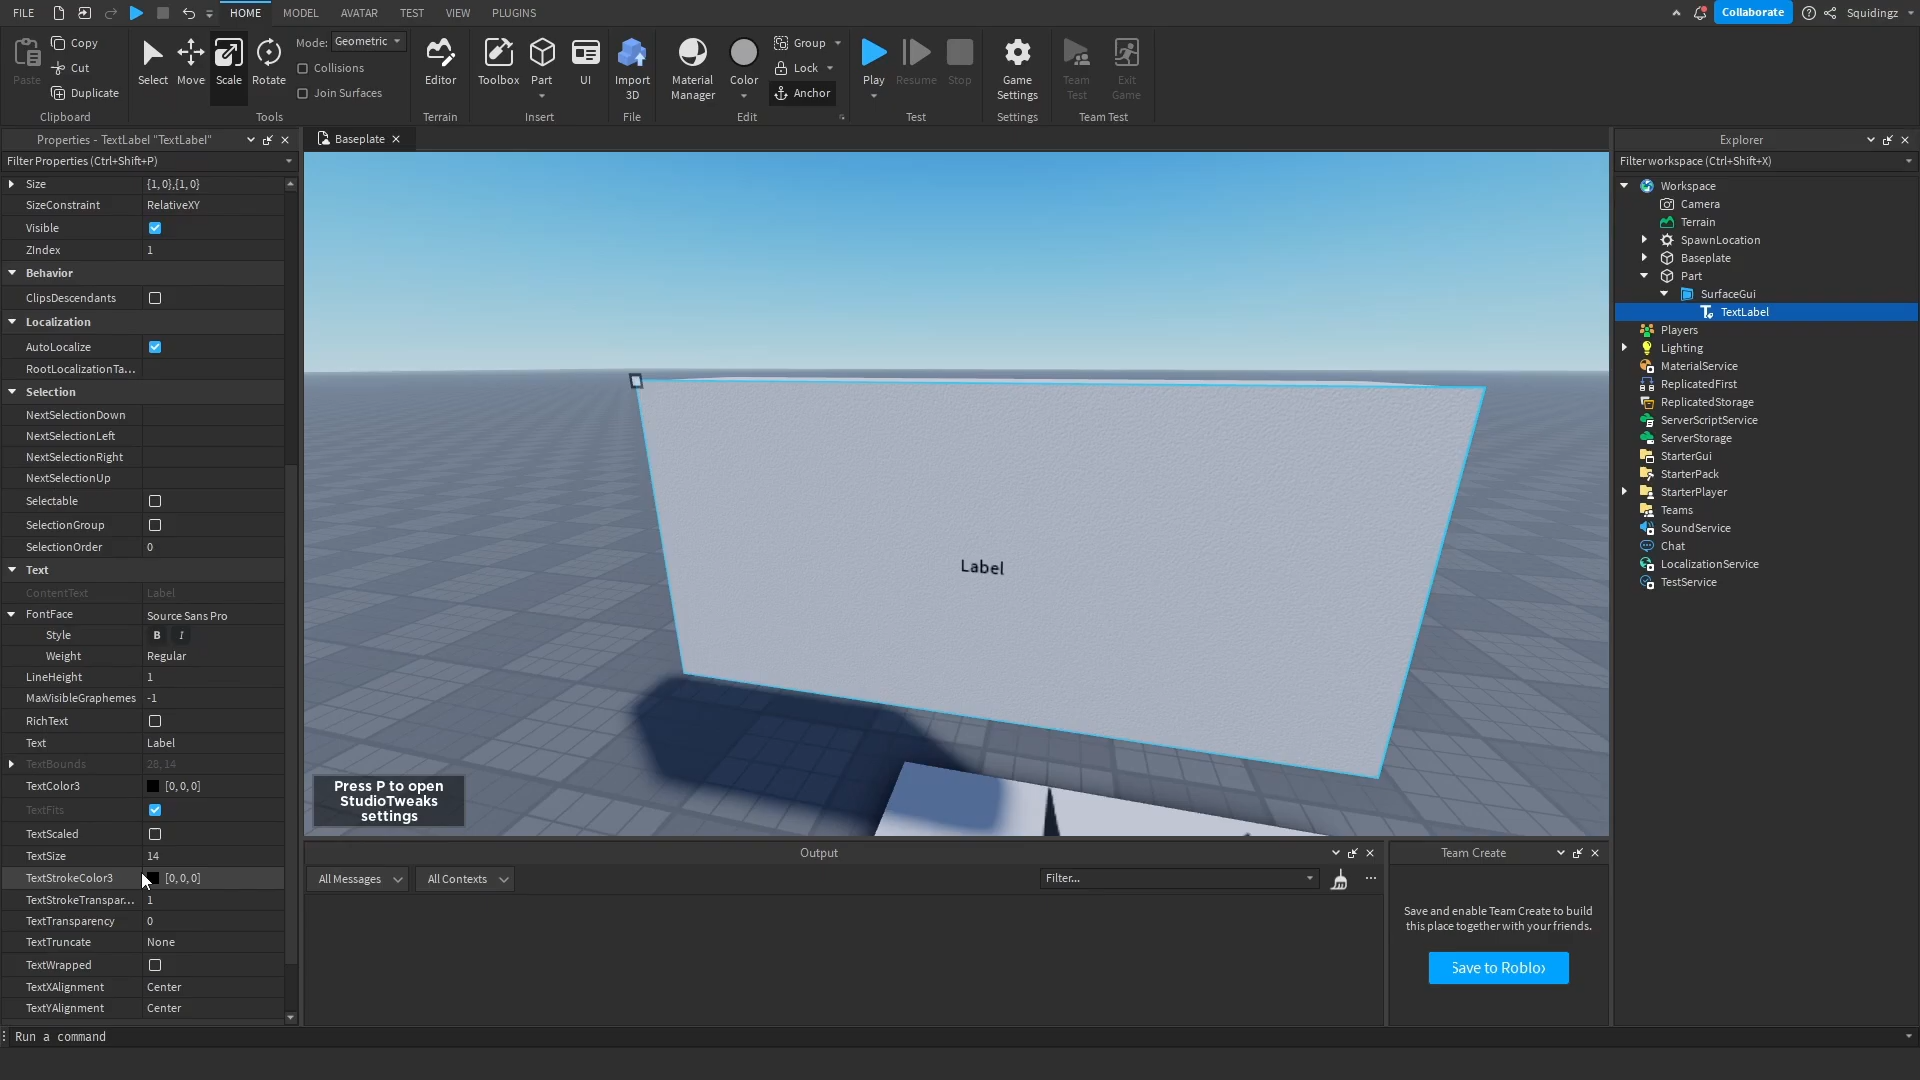 FILE HOME MODEL AVATAR TEST VIEW PLUGINS Collaborate Squidingz
Paste Copy Cut Duplicate Clipboard
Select Move Scale Rotate Mode: Geometric Collisions Join Surfaces Tools
Editor Terrain
Toolbox Part UI Insert
Import 3D File
Material Manager Color Group Lock Anchor Edit
Play Resume Stop Test
Game Settings Settings
Team Test Exit Game Team Test
Properties - TextLabel "TextLabel"
Filter Properties (Ctrl+Shift+P)
Size {1, 0},{1, 0}
SizeConstraint RelativeXY
Visible
ZIndex 1
Behavior
ClipsDescendants
Localization
AutoLocalize
RootLocalizationTa...
Selection
NextSelectionDown
NextSelectionLeft
NextSelectionRight
NextSelectionUp
Selectable
SelectionGroup
SelectionOrder 0
Text
ContentText Label
FontFace Source Sans Pro
Style B I
Weight Regular
LineHeight 1
MaxVisibleGraphemes -1
RichText
Text Label
TextBounds 28, 14
TextColor3 [0, 0, 0]
TextFits
TextScaled
TextSize 14
TextStrokeColor3 [0, 0, 0]
TextStrokeTranspar... 1
TextTransparency 0
TextTruncate None
TextWrapped
TextXAlignment Center
TextYAlignment Center
Baseplate
Label
Press P to open
StudioTweaks
settings
Output
All Messages All Contexts Filter...
Team Create
Save and enable Team Create to build
this place together with your friends.
Save to Roblox
Explorer
Filter workspace (Ctrl+Shift+X)
Workspace
Camera
Terrain
SpawnLocation
Baseplate
Part
SurfaceGui
TextLabel
Players
Lighting
MaterialService
ReplicatedFirst
ReplicatedStorage
ServerScriptService
ServerStorage
StarterGui
StarterPack
StarterPlayer
Teams
SoundService
Chat
LocalizationService
TestService
Run a command